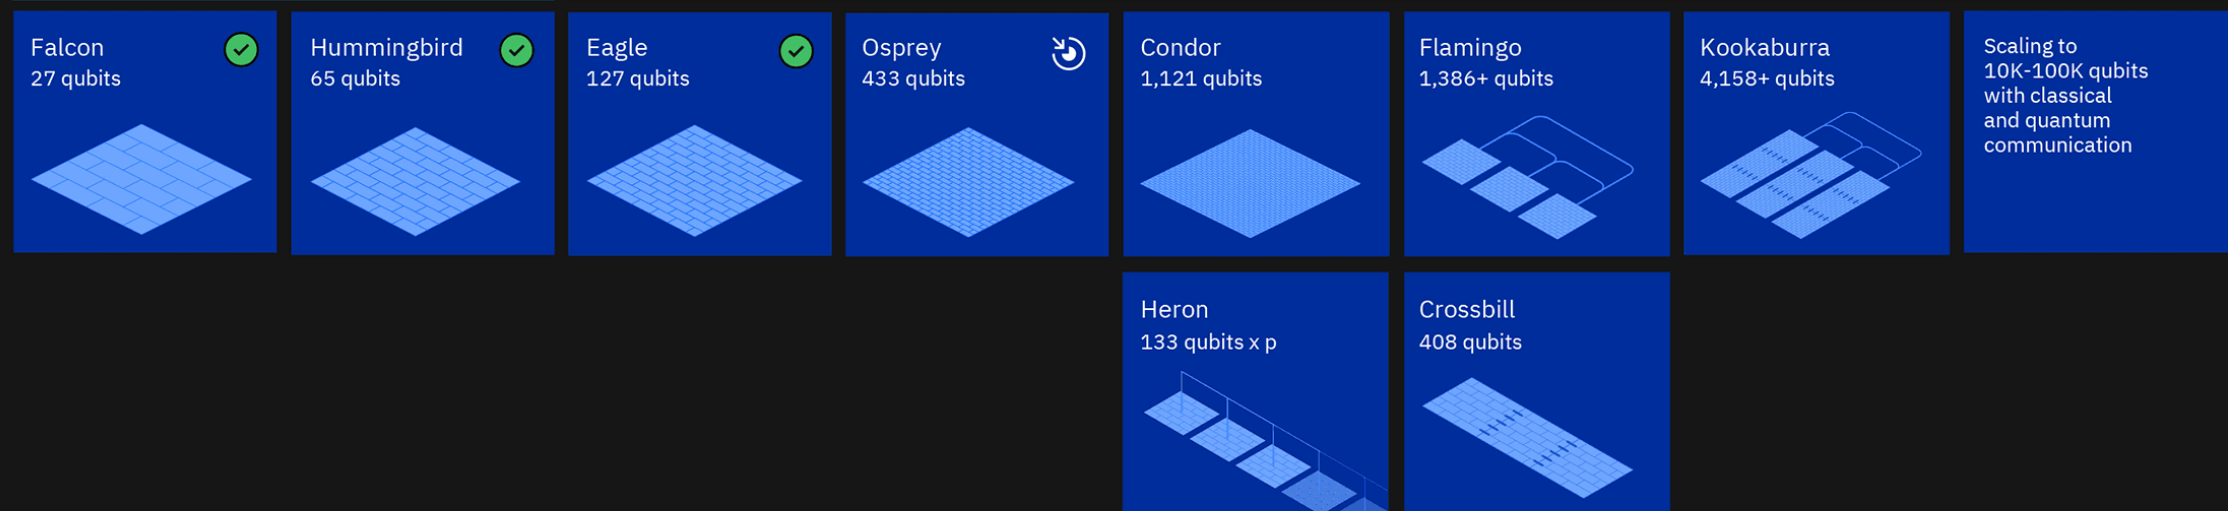 Falcon
27 qubits
Hummingbird
65 qubits
Eagle
127 qubits
Osprey
433 qubits
Condor
1,121 qubits
Flamingo
1,386+ qubits
Kookaburra
4,158+ qubits
Scaling to
10K-100K qubits
with classical
and quantum
communication
Heron
133 qubits x p
Crossbill
408 qubits